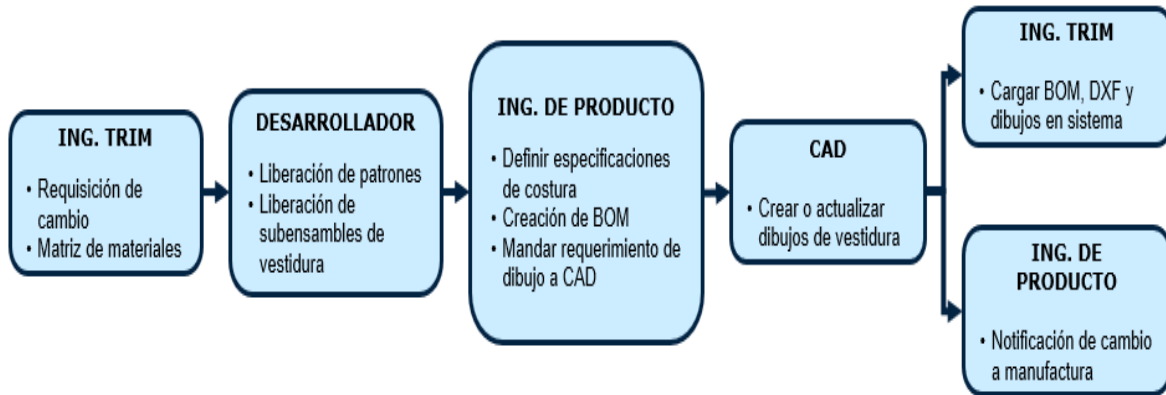 ING. TRIM
• Requisición de
cambio
• Matriz de materiales
DESARROLLADOR
• Liberación de patrones
• Liberación de
subensambles de
vestidura
ING. DE PRODUCTO
• Definir especificaciones
de costura
• Creación de BOM
• Mandar requerimiento de
dibujo a CAD
CAD
• Crear o actualizar
dibujos de vestidura
ING. TRIM
• Cargar BOM, DXF y
dibujos en sistema
ING. DE
PRODUCTO
• Notificación de cambio
a manufactura